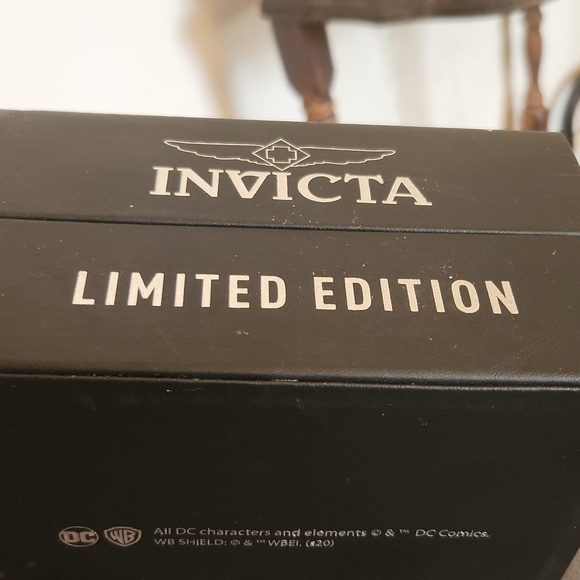 INVICTA
LIMITED EDITION
DC WB All DC characters and elements © & ™ DC Comics.
WB SHIELD: © & ™ WBEI. (s20)